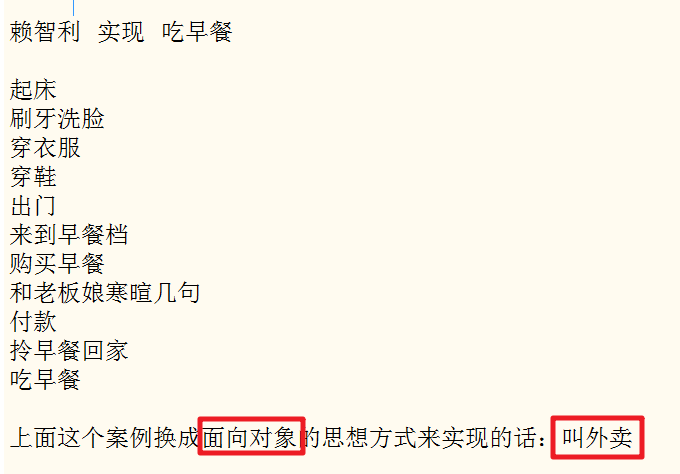 赖智利 实现 吃早餐
起床
刷牙洗脸
穿衣服
穿鞋
出门
来到早餐档
购买早餐
和老板娘寒暄几句
付款
拎早餐回家
吃早餐
上面这个案例换成面向对象的思想方式来实现的话：叫外卖